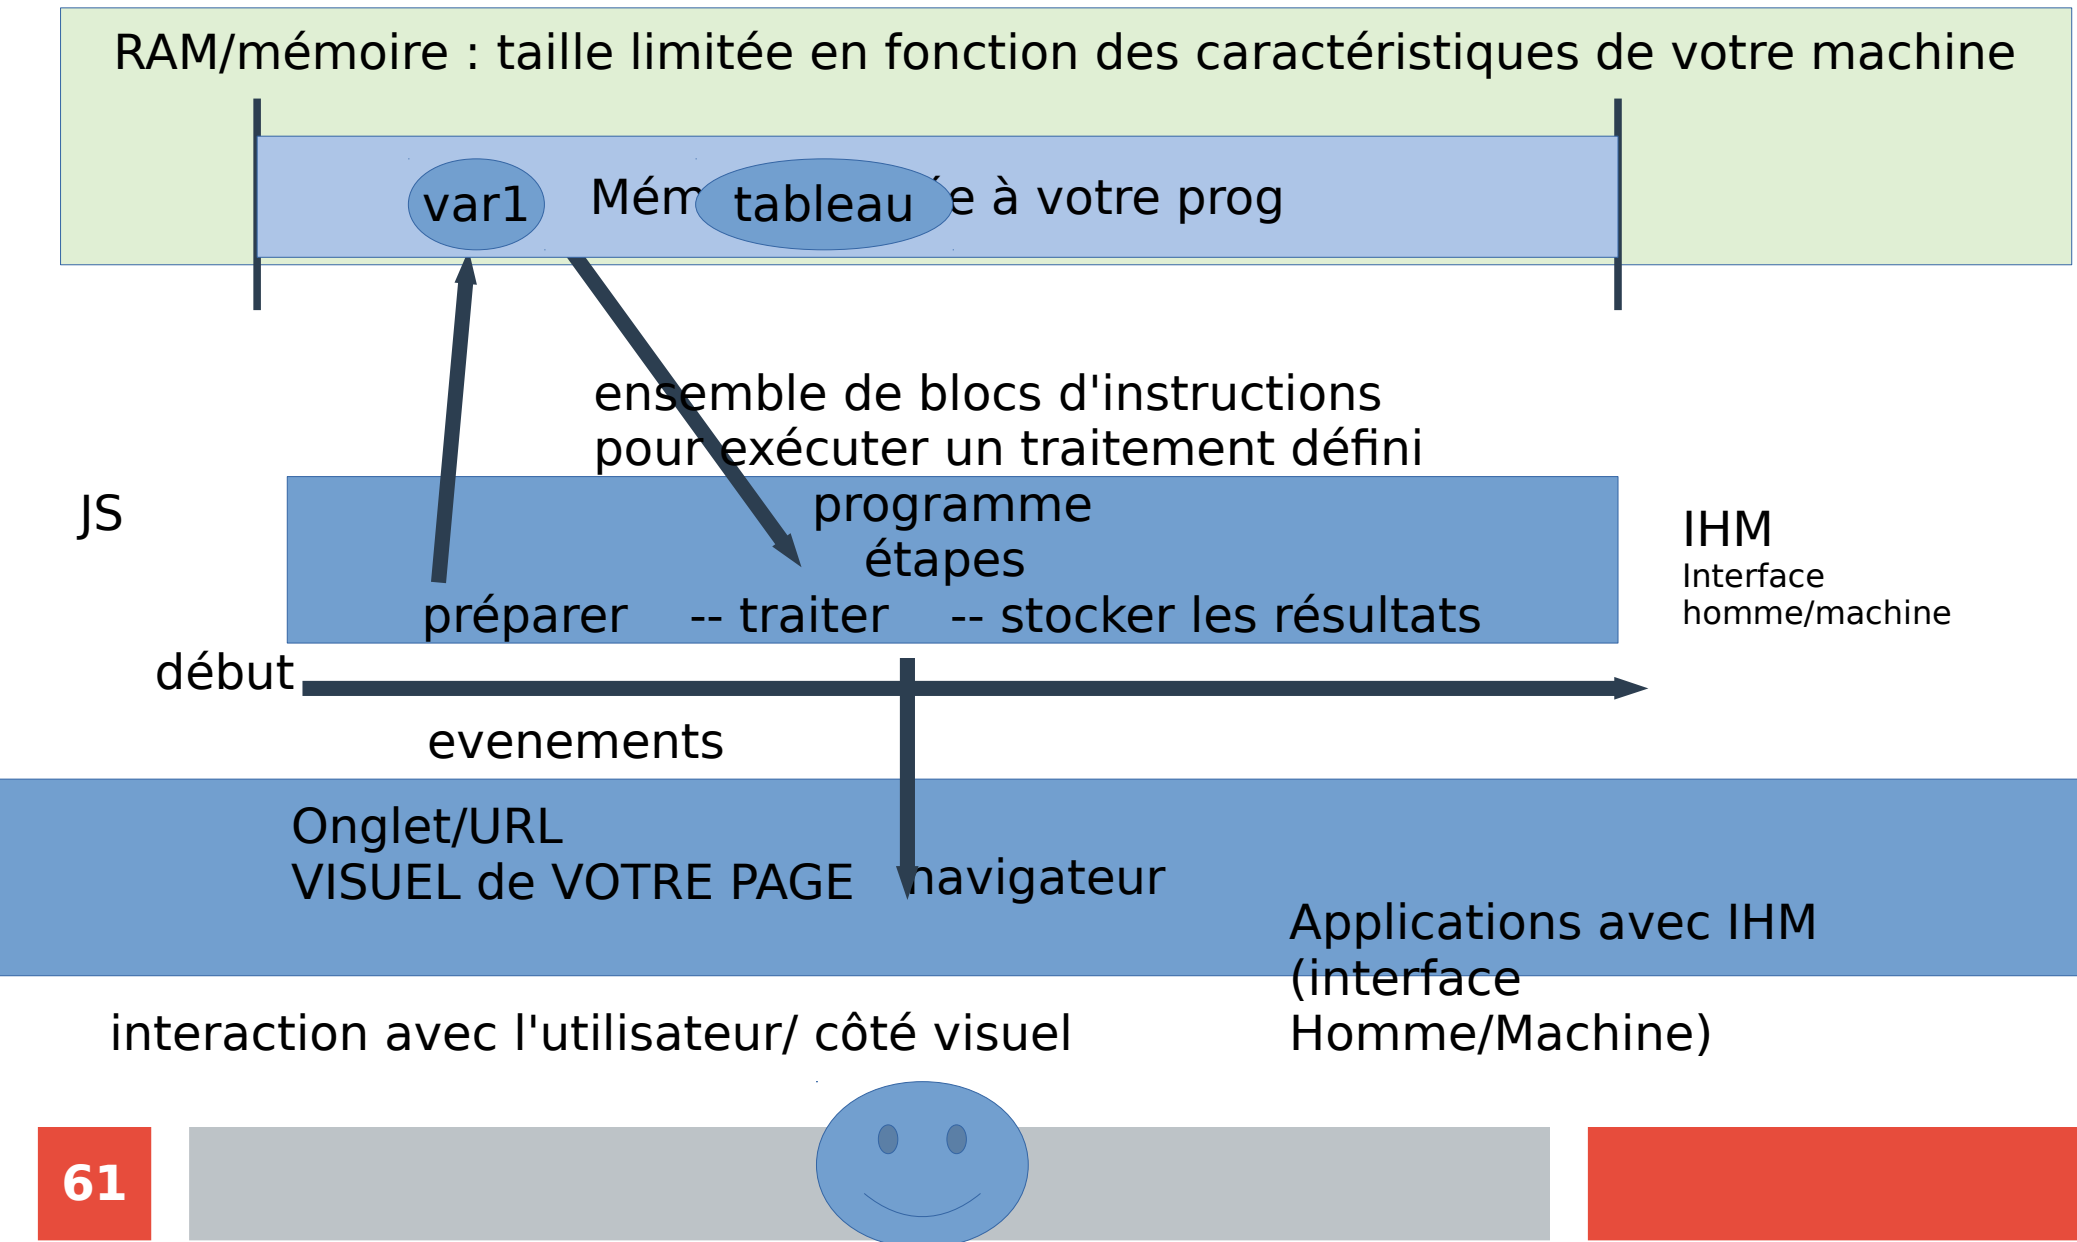 RAM/mémoire : taille limitée en fonction des caractéristiques de votre machine
var1
tableau
à votre prog
ensemble de blocs d'instructions
pour exécuter un traitement défini
JS
programme
étapes
préparer -- traiter -- stocker les résultats
IHM
Interface
homme/machine
début
evenements
Onglet/URL
VISUEL de VOTRE PAGE
navigateur
Applications avec IHM
(interface
Homme/Machine)
interaction avec l'utilisateur/ côté visuel
61